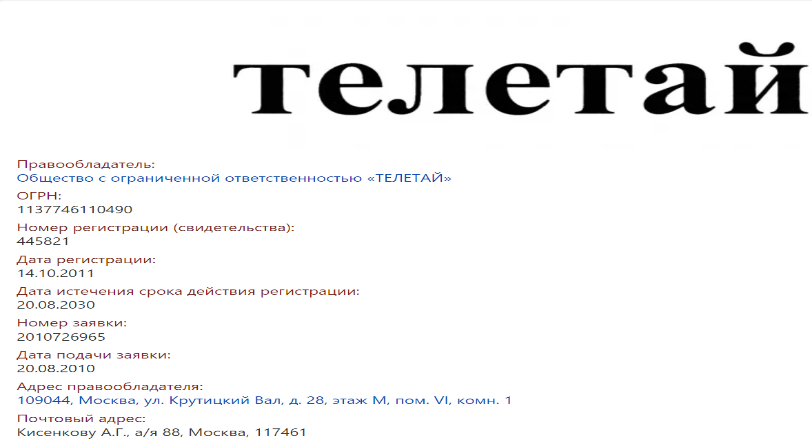 телетай
Правообладатель:
Общество с ограниченной ответственностью «ТЕЛЕТАЙ»
ОГРН:
1137746110490
Номер регистрации (свидетельства):
445821
Дата регистрации:
14.10.2011
Дата истечения срока действия регистрации:
20.08.2030
Номер заявки:
2010726965
Дата подачи заявки:
20.08.2010
Адрес правообладателя:
109044, Москва, ул. Крутицкий Вал, д. 28, этаж М, пом. VI, комн. 1
Почтовый адрес:
Кисенкову А.Г., а/я 88, Москва, 117461